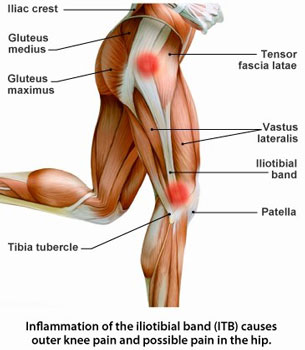 Iliac crest
Gluteus
medius
Gluteus
maximus
Tensor
fascia latae
Vastus
lateralis
Iliotibial
band
Patella
Tibia tubercle
Inflammation of the iliotibial band (ITB) causes
outer knee pain and possible pain in the hip.